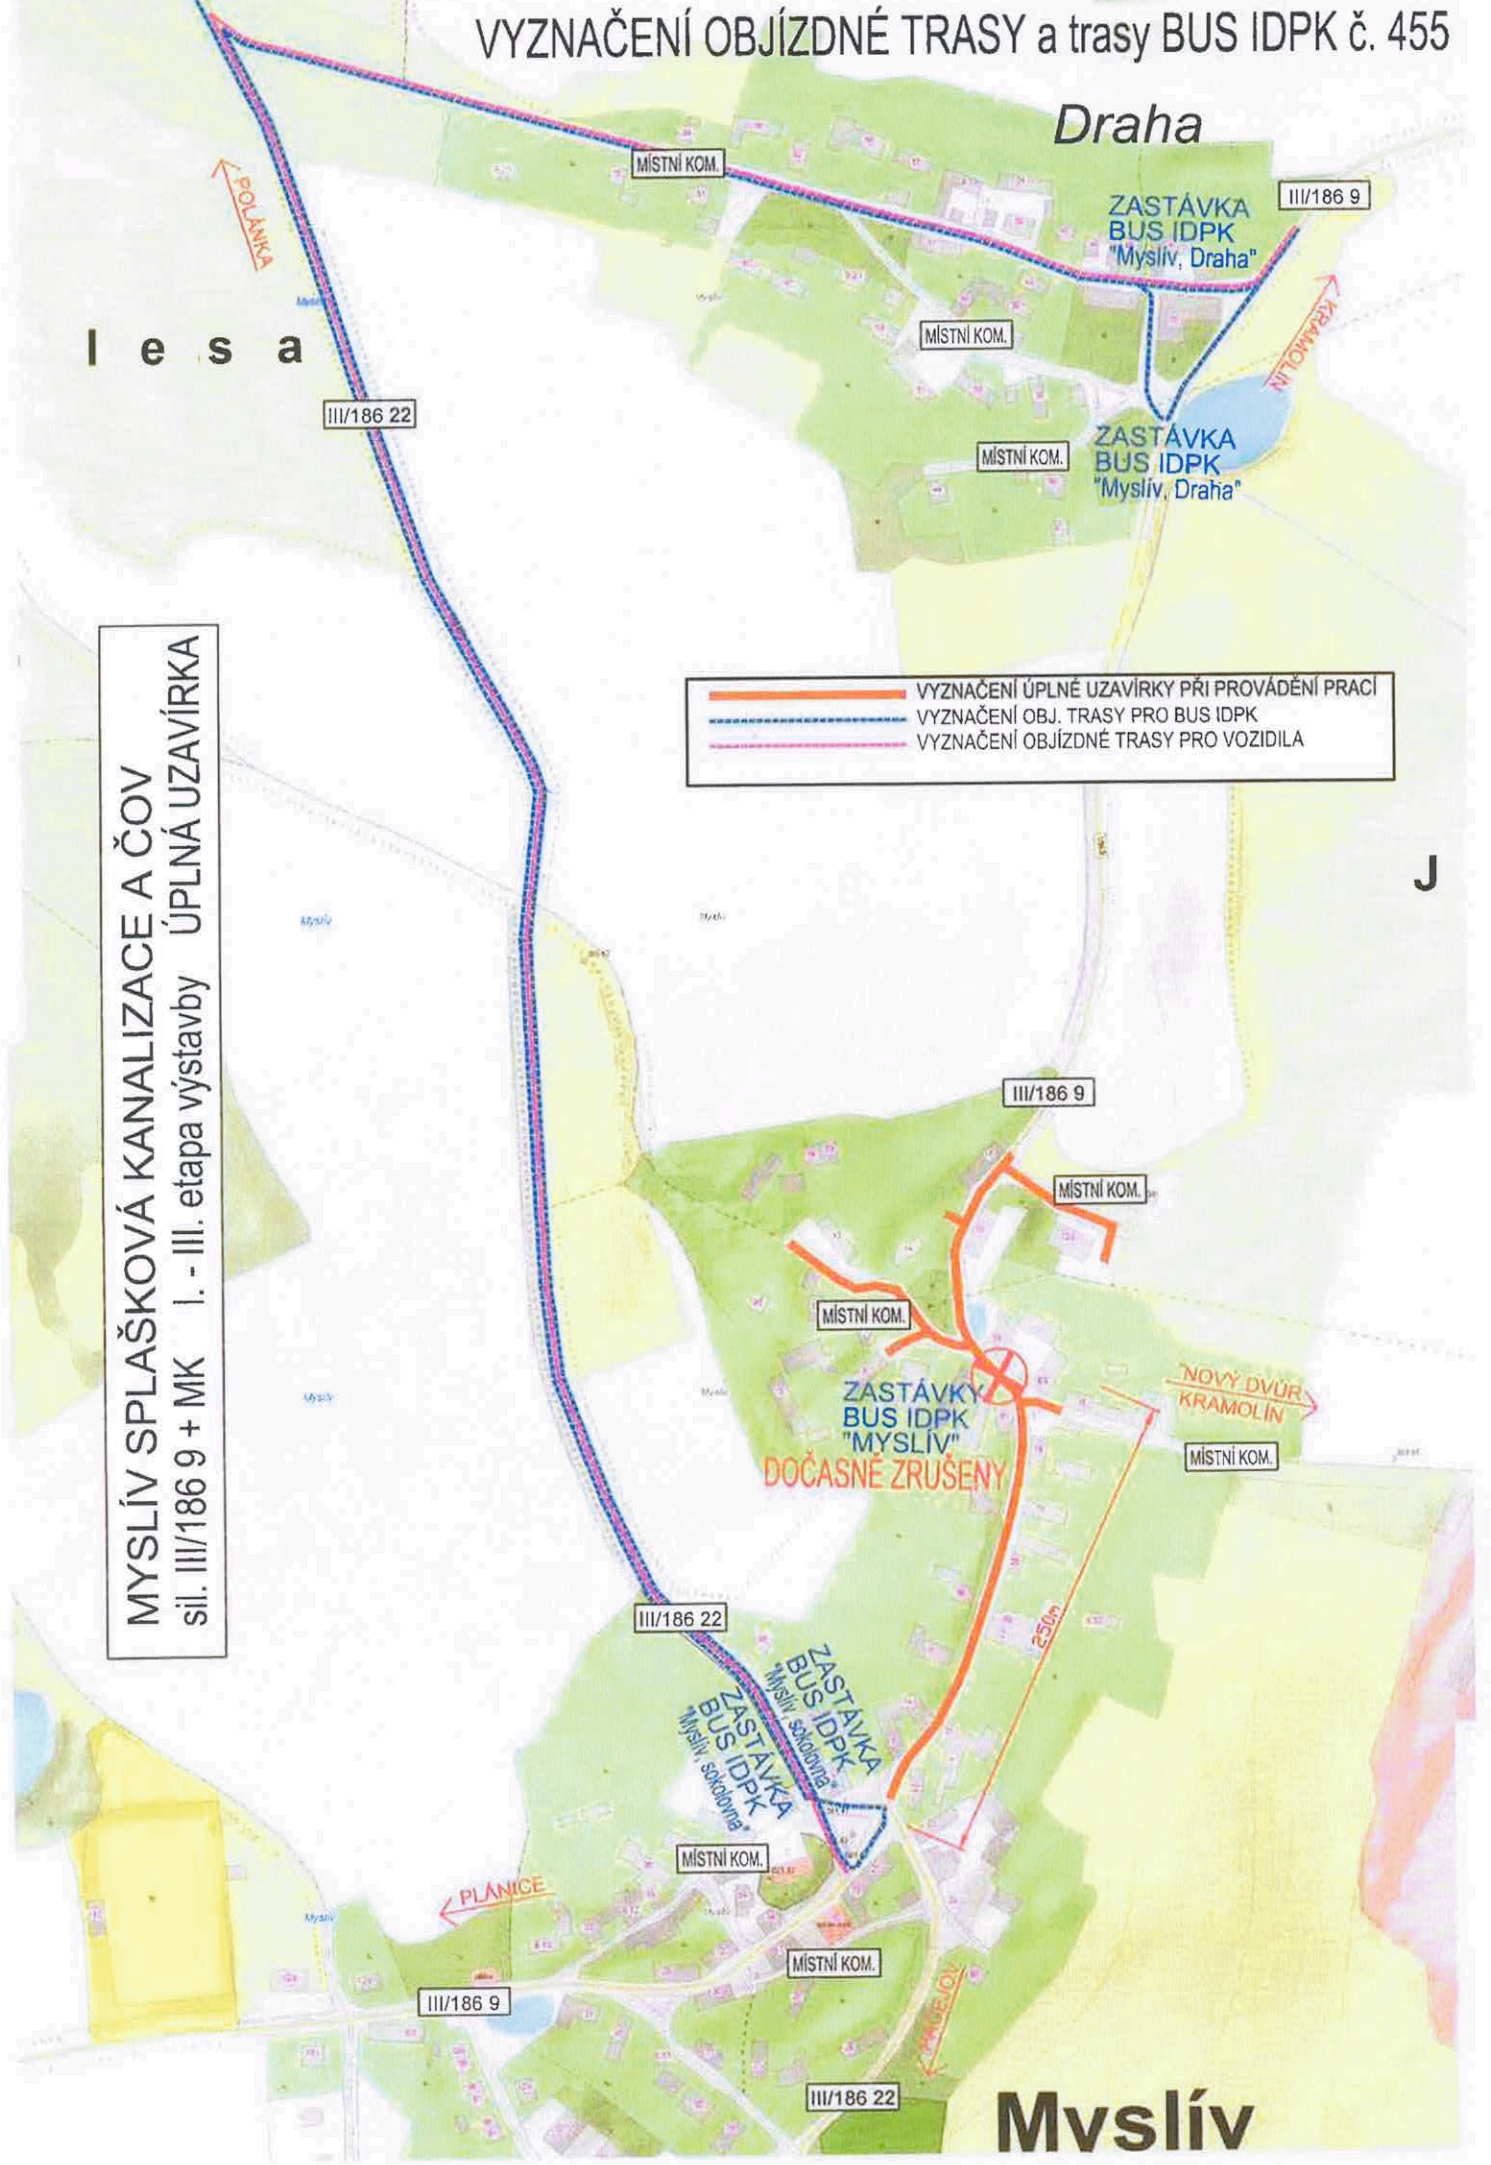 VYZNAČENÍ OBJÍZDNÉ TRASY a trasy BUS IDPK č. 455
Draha
MÍSTNÍ KOM.
III/186 9
ZASTÁVKA
BUS IDPK
"Myslív, Draha"
POLÁNKA
KRAMOLÍN
l e s a
MÍSTNÍ KOM.
III/186 22
ZASTÁVKA
BUS IDPK
"Myslív, Draha"
MÍSTNÍ KOM.
VYZNAČENÍ ÚPLNÉ UZAVÍRKY PŘI PROVÁDĚNÍ PRACÍ
VYZNAČENÍ OBJ. TRASY PRO BUS IDPK
VYZNAČENÍ OBJÍZDNÉ TRASY PRO VOZIDLA
MYSLÍV SPLAŠKOVÁ KANALIZACE A ČOV
sil. III/186 9 + MK I. - III. etapa výstavby ÚPLNÁ UZAVÍRKA
J
Myslív
III/186 9
MÍSTNÍ KOM.
MÍSTNÍ KOM.
ZASTÁVKY
BUS IDPK
"MYSLÍV"
DOČASNĚ ZRUŠENY
NOVÝ DVŮR
KRAMOLÍN
Myslív
MÍSTNÍ KOM.
250m
III/186 22
ZASTÁVKA
BUS IDPK
"Myslív, sokolovna"
ZASTÁVKA
BUS IDPK
"Myslív, sokolovna"
MÍSTNÍ KOM.
PLÁNICE
Myslív
MÍSTNÍ KOM.
III/186 9
III/186 22
Myslív